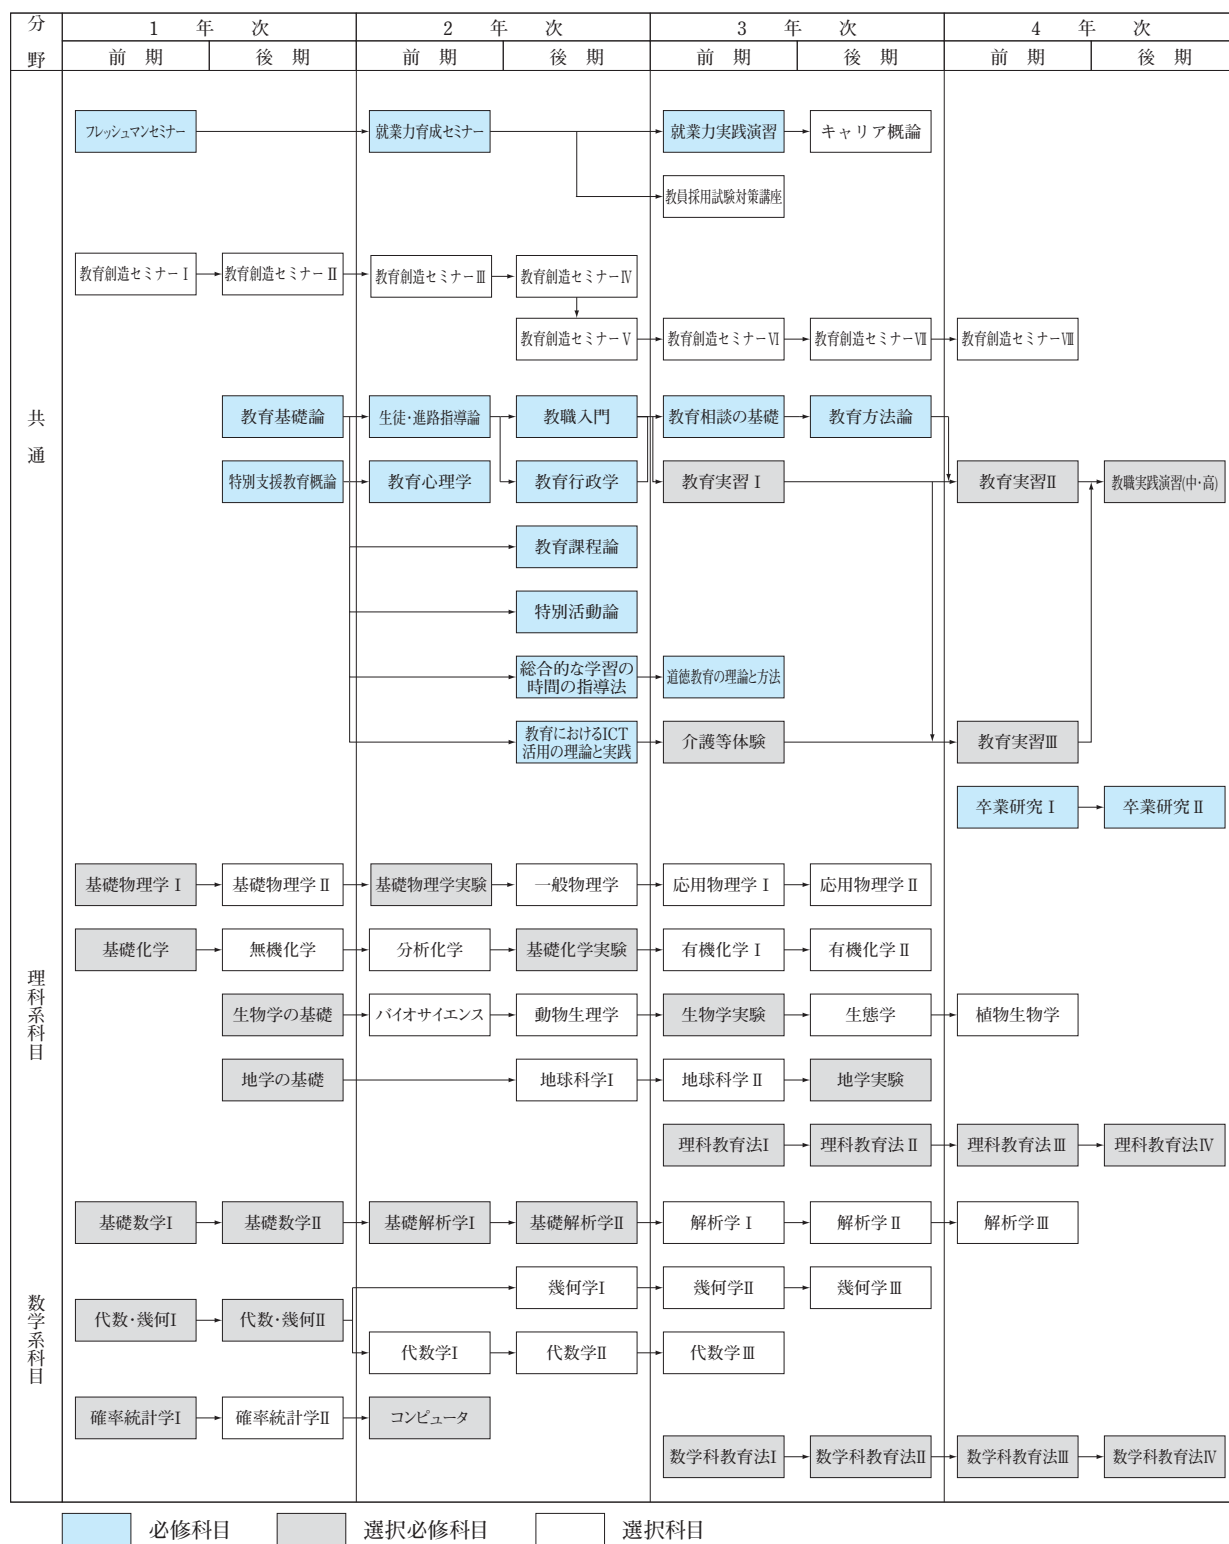 分野
1年次
2年次
3年次
4年次
前期
後期
前期
後期
前期
後期
前期
後期
共通
フレッシュマンセミナー
就業力育成セミナー
就業力実践演習
キャリア概論
教員採用試験対策講座
教育創造セミナーⅠ
教育創造セミナーⅡ
教育創造セミナーⅢ
教育創造セミナーⅣ
教育創造セミナーⅤ
教育創造セミナーⅥ
教育創造セミナーⅦ
教育創造セミナーⅧ
教育基礎論
生徒・進路指導論
教職入門
教育相談の基礎
教育方法論
特別支援教育概論
教育心理学
教育行政学
教育実習Ⅰ
教育実習Ⅱ
教職実践演習(中・高)
教育課程論
特別活動論
総合的な学習の
時間の指導法
道徳教育の理論と方法
教育におけるICT
活用の理論と実践
介護等体験
教育実習Ⅲ
卒業研究Ⅰ
卒業研究Ⅱ
理科系科目
基礎物理学Ⅰ
基礎物理学Ⅱ
基礎物理学実験
一般物理学
応用物理学Ⅰ
応用物理学Ⅱ
基礎化学
無機化学
分析化学
基礎化学実験
有機化学Ⅰ
有機化学Ⅱ
生物学の基礎
バイオサイエンス
動物生理学
生物学実験
生態学
植物生物学
地学の基礎
地球科学Ⅰ
地球科学Ⅱ
地学実験
理科教育法Ⅰ
理科教育法Ⅱ
理科教育法Ⅲ
理科教育法Ⅳ
数学系科目
基礎数学Ⅰ
基礎数学Ⅱ
基礎解析学Ⅰ
基礎解析学Ⅱ
解析学Ⅰ
解析学Ⅱ
解析学Ⅲ
幾何学Ⅰ
幾何学Ⅱ
幾何学Ⅲ
代数・幾何Ⅰ
代数・幾何Ⅱ
代数学Ⅰ
代数学Ⅱ
代数学Ⅲ
確率統計学Ⅰ
確率統計学Ⅱ
コンピュータ
数学科教育法Ⅰ
数学科教育法Ⅱ
数学科教育法Ⅲ
数学科教育法Ⅳ
必修科目
選択必修科目
選択科目